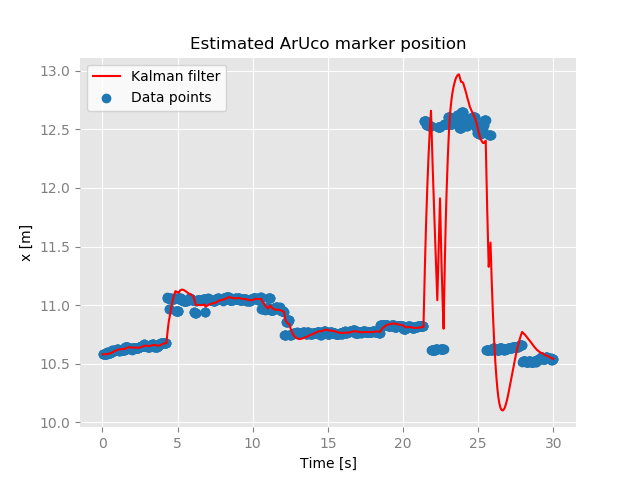 Estimated ArUco marker position
Kalman filter
Data points
13.0
12.5
12.0
11.5
11.0
10.5
10.0
x [m]
0 5 10 15 20 25 30
Time [s]